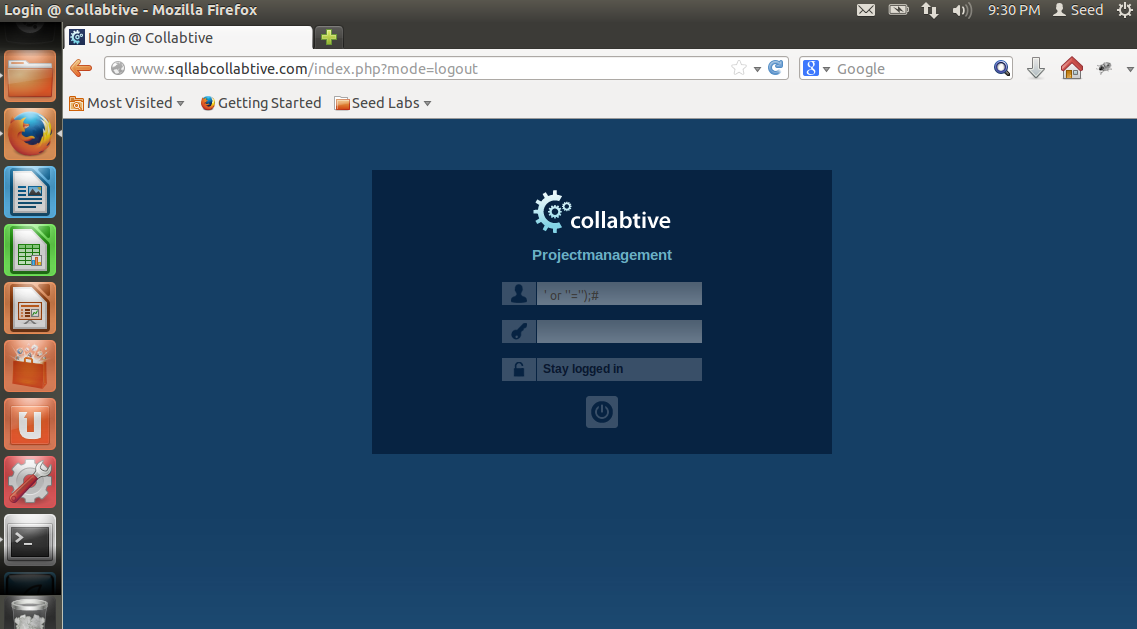 Login @ Collabtive - Mozilla Firefox
9:30 PM
Seed
Login @ Collabtive
www.sqllabcollabtive.com/index.php?mode=logout
8
Google
Most Visited
Getting Started
Seed Labs
collabtive
Projectmanagement
' or ''='');#
Stay logged in
U
>_